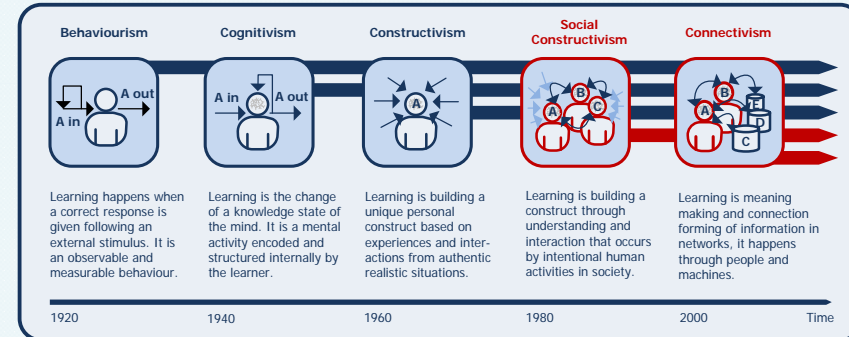 Behaviourism
Cognitivism
Constructivism
Social
Constructivism
Connectivism
A in
A out
A in
A out
A
A
B
C
A
B
C
D
E
Learning happens when
a correct response is
given following an
external stimulus. It is
an observable and
measurable behaviour.
Learning is the change
of a knowledge state of
the mind. It is a mental
activity encoded and
structured internally by
the learner.
Learning is building a
unique personal
construct based on
experiences and inter-
actions from authentic
realistic situations.
Learning is building a
construct through
understanding and
interaction that occurs
by intentional human
activities in society.
Learning is meaning
making and connection
forming of information in
networks, it happens
through people and
machines.
1920
1940
1960
1980
2000
Time